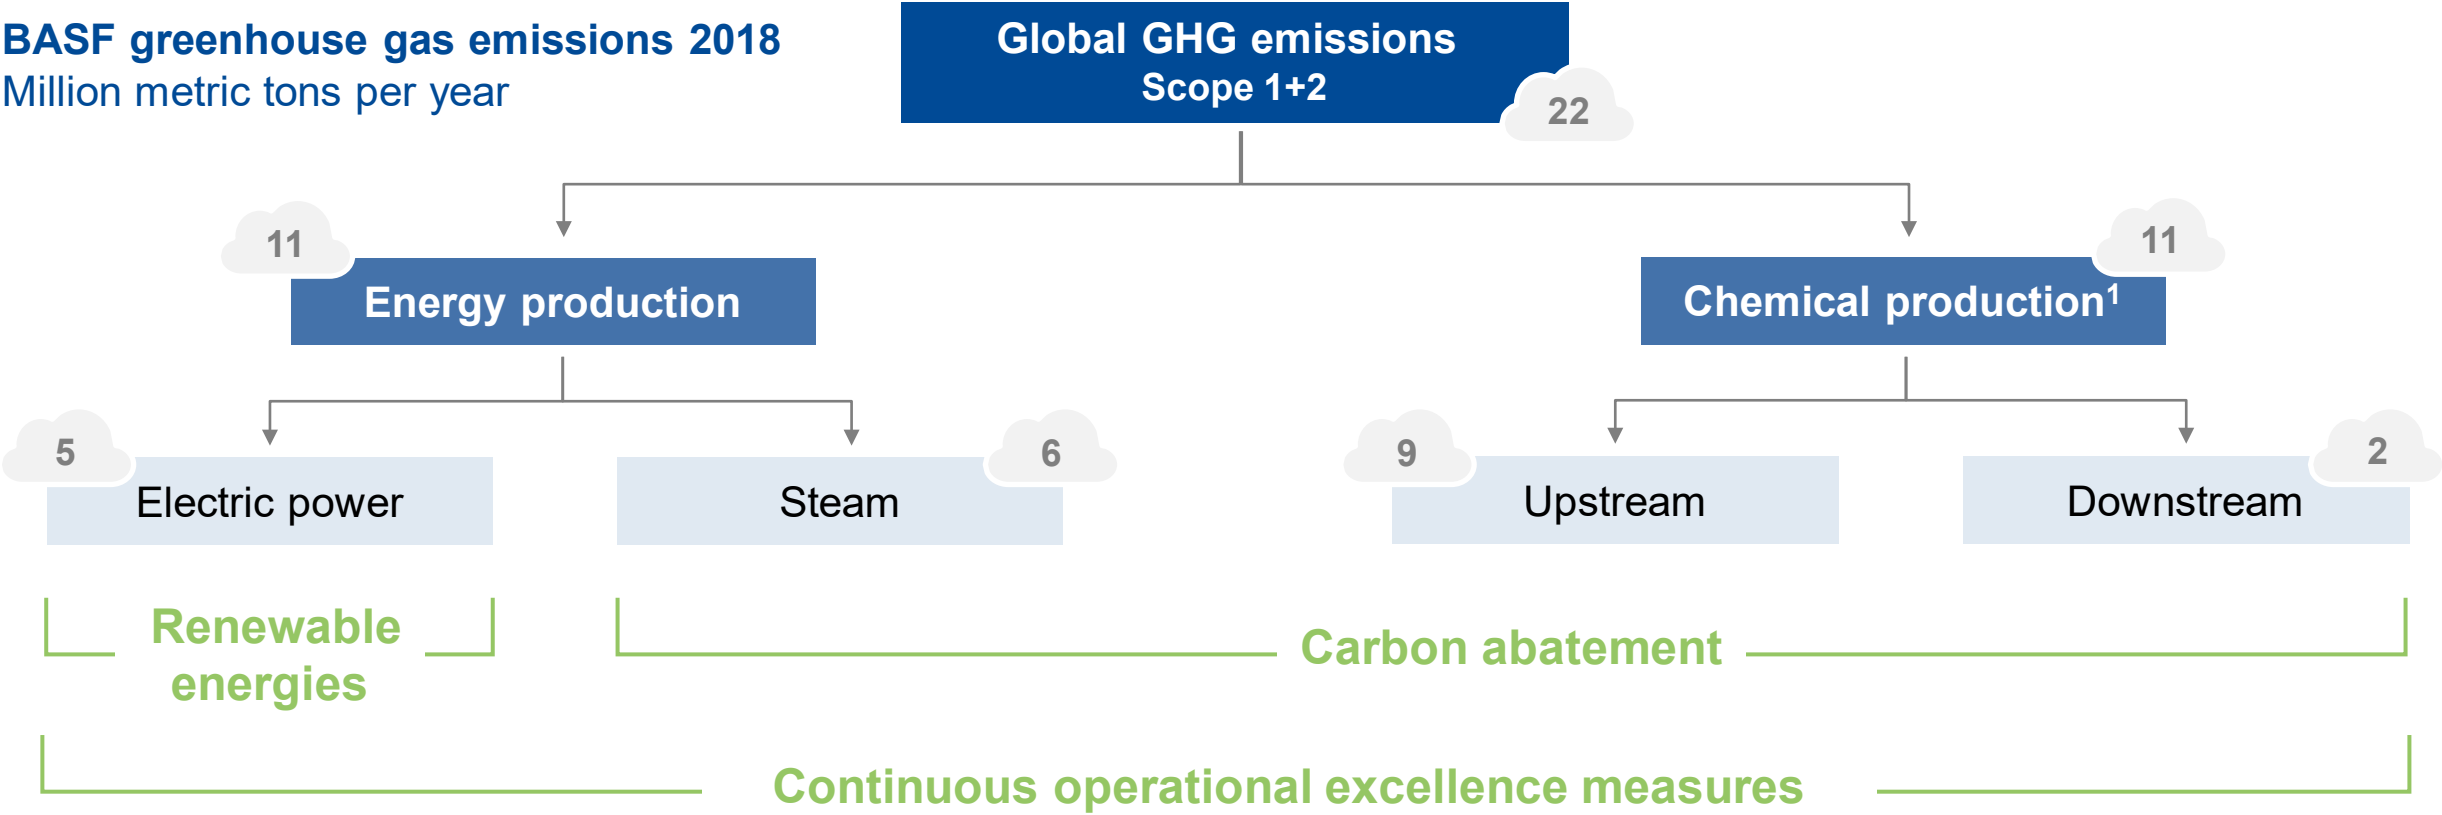 BASF greenhouse gas emissions 2018
Million metric tons per year
Global GHG emissions
Scope 1+2
22
11
Energy production
11
Chemical production¹
5
Electric power
6
Steam
9
Upstream
2
Downstream
Renewable
energies
Carbon abatement
Continuous operational excellence measures